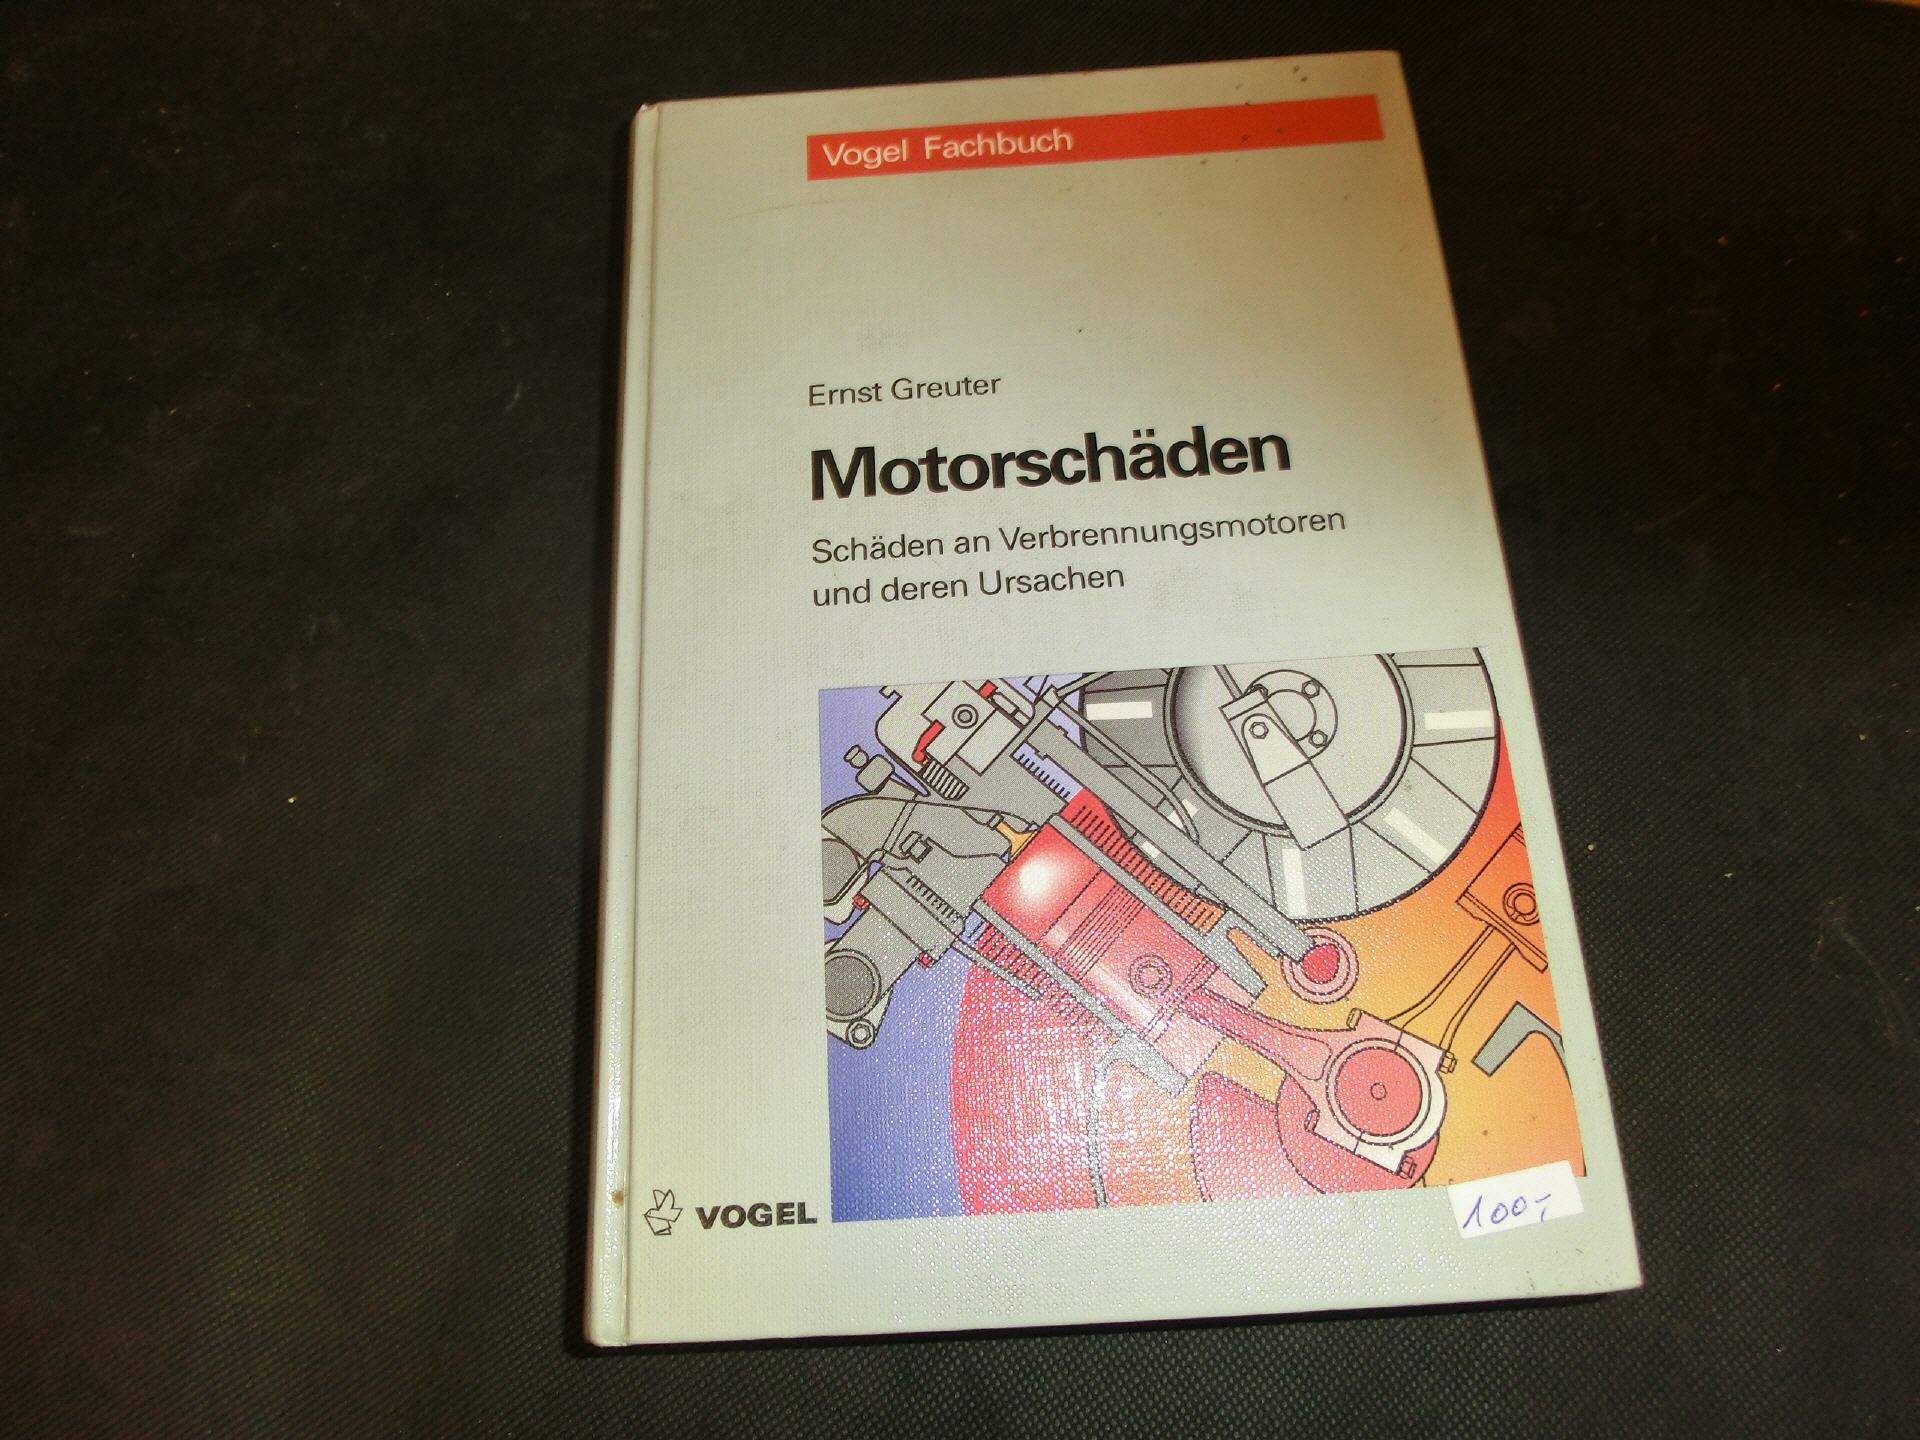 Vogel Fachbuch
Ernst Greuter
Motorschäden
Schäden an Verbrennungsmotoren
und deren Ursachen
VOGEL
100,-